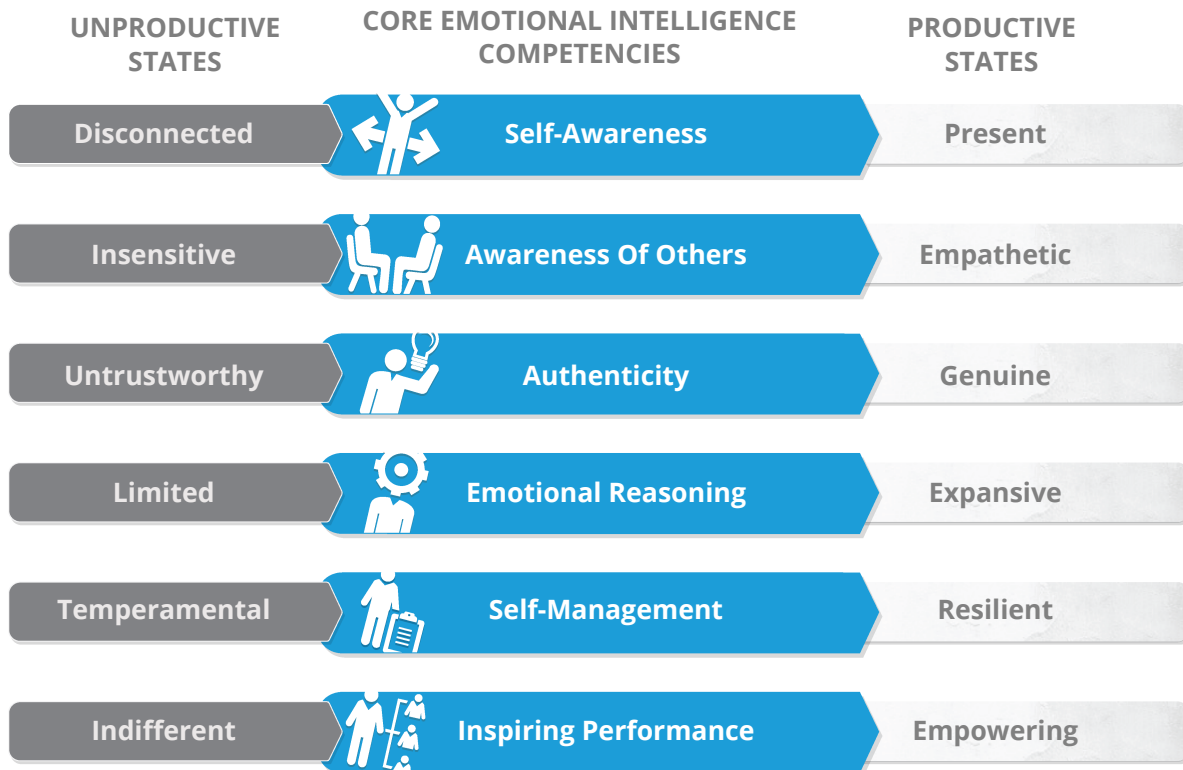 UNPRODUCTIVE
STATES
CORE EMOTIONAL INTELLIGENCE
COMPETENCIES
PRODUCTIVE
STATES
Disconnected
Self-Awareness
Present
Insensitive
Awareness Of Others
Empathetic
Untrustworthy
Authenticity
Genuine
Limited
Emotional Reasoning
Expansive
Temperamental
Self-Management
Resilient
Indifferent
Inspiring Performance
Empowering